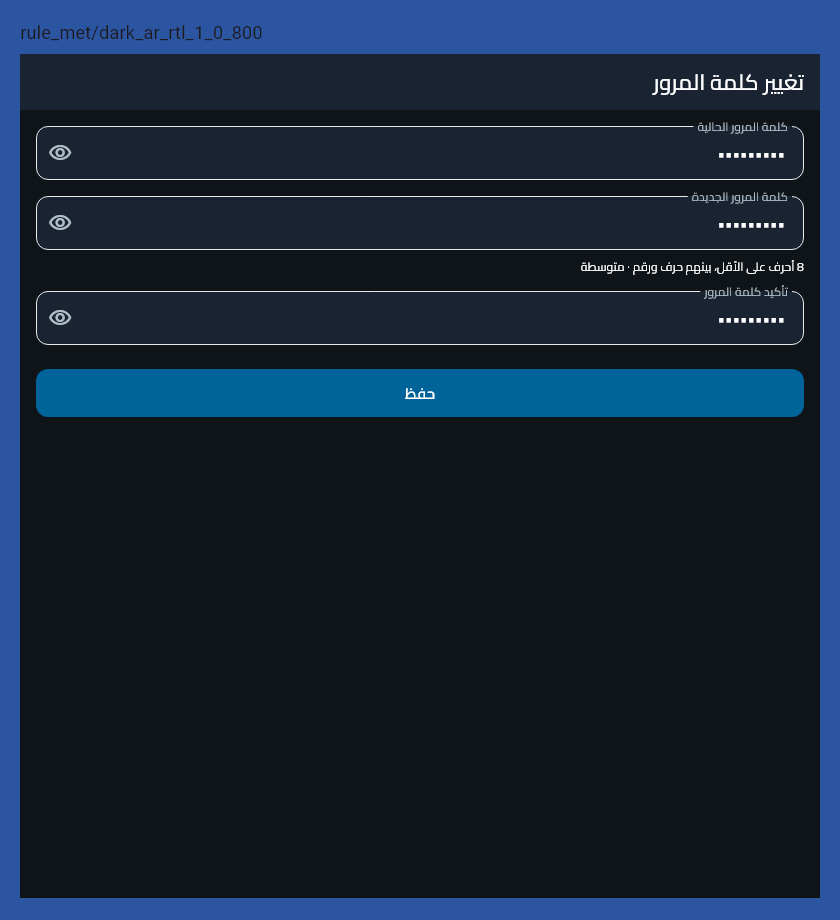 rule_met/dark_ar_rtl_1_0_800
تغيير كلمة المرور
كلمة المرور الحالية
•••••••••
كلمة المرور الجديدة
•••••••••
8 أحرف على الأقل، بينهم حرف ورقم · متوسطة
تأكيد كلمة المرور
•••••••••
حفظ